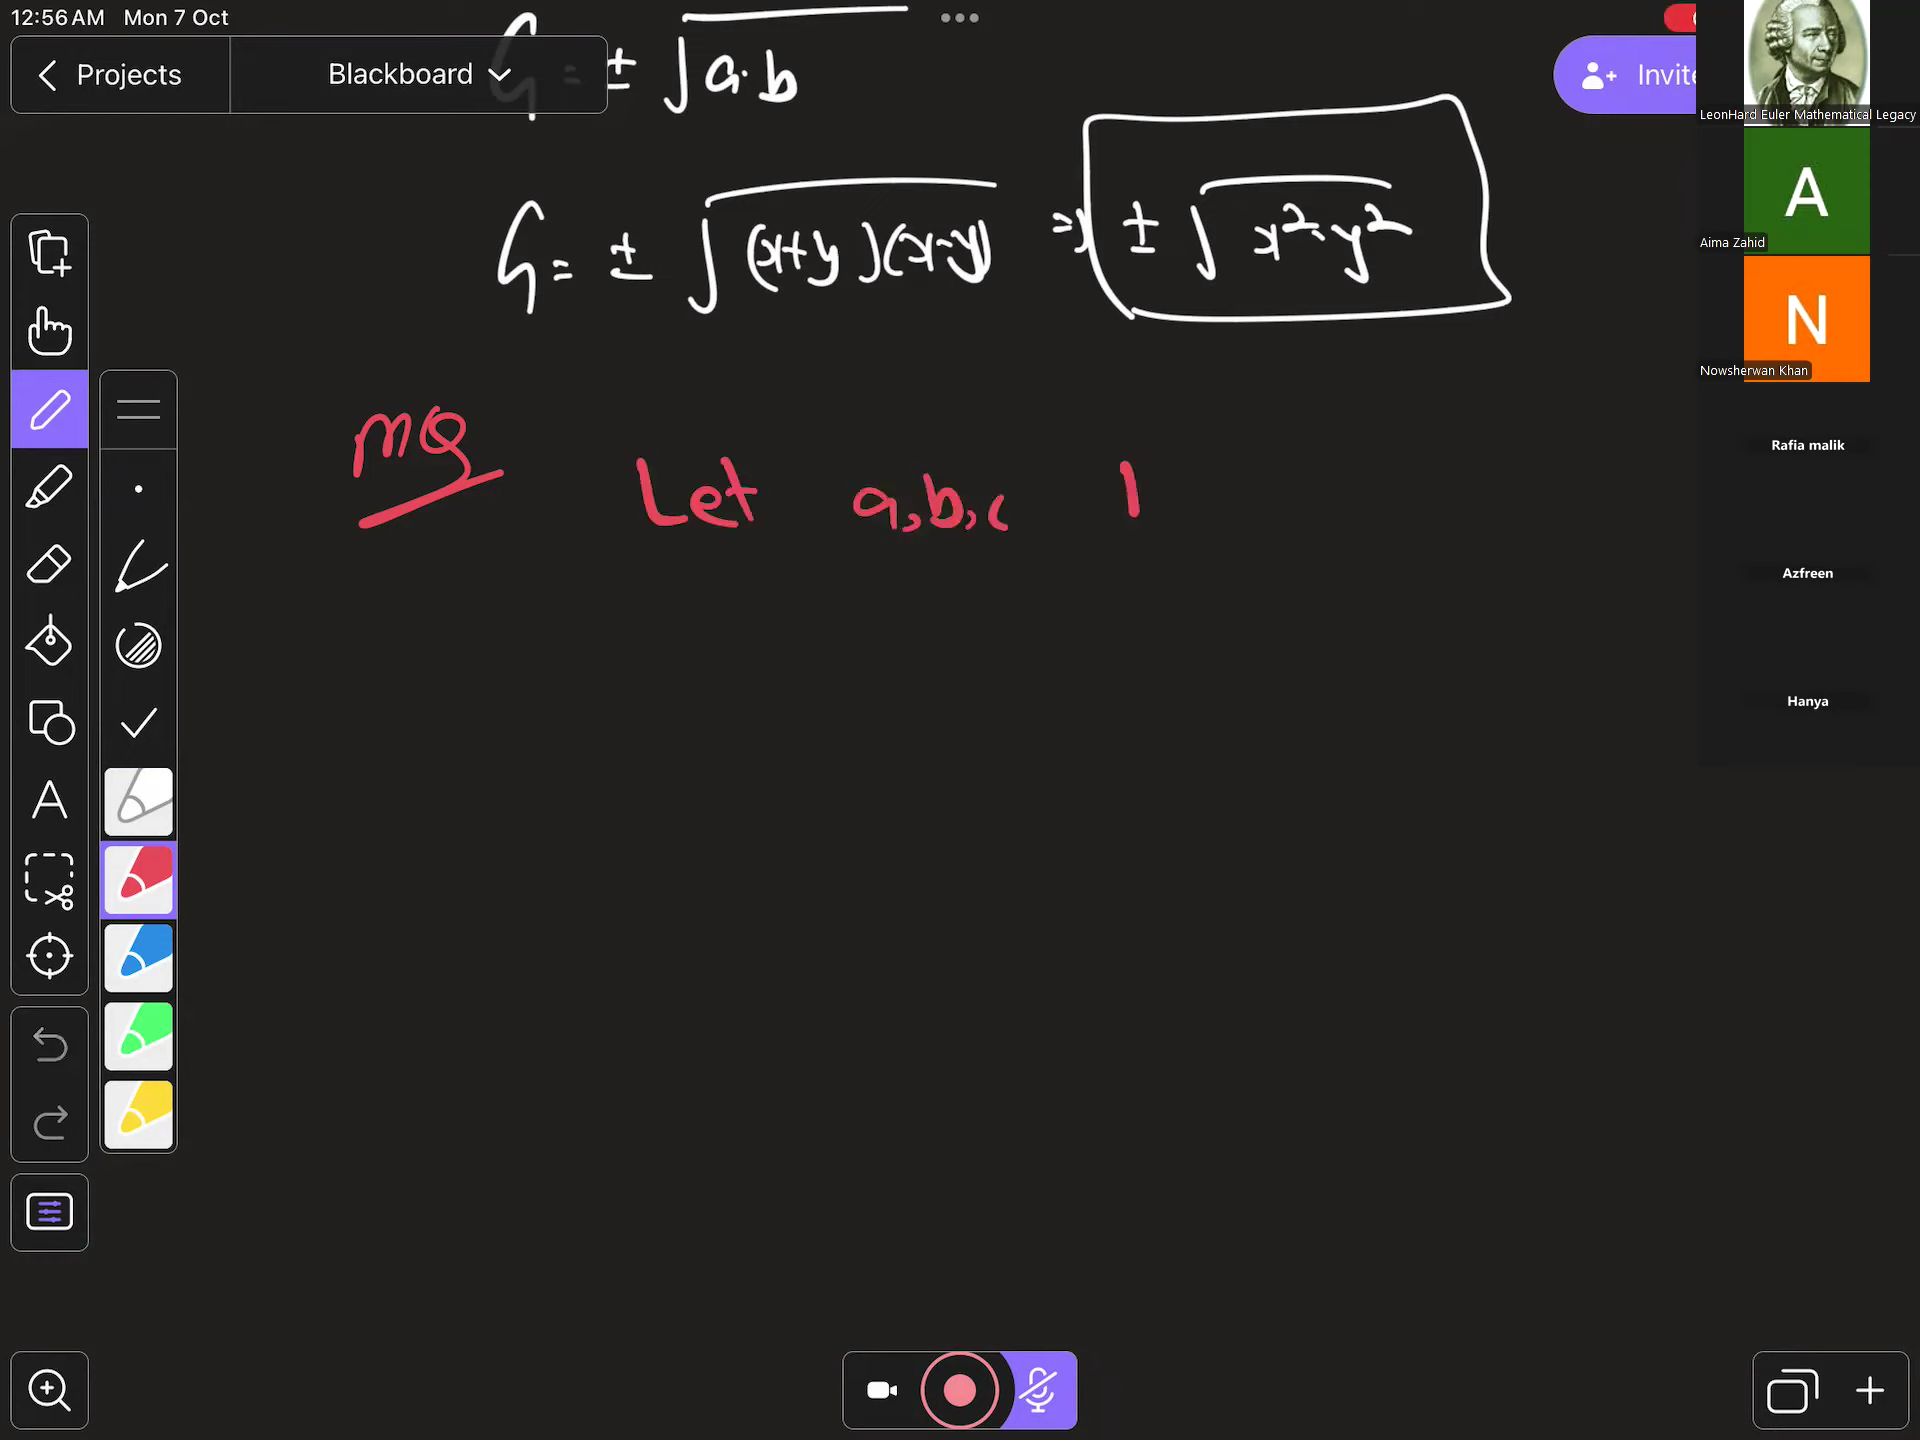 12:56 AM Mon 7 Oct
Projects
Blackboard
G = ± √a·b
Invite
LeonHard Euler Mathematical Legacy
G = ± √(x+y)(x-y) => ± √x²-y²
A
Aima Zahid
N
Nowsherwan Khan
MQ
Let a,b,c
Rafia malik
Azfreen
Hanya
A